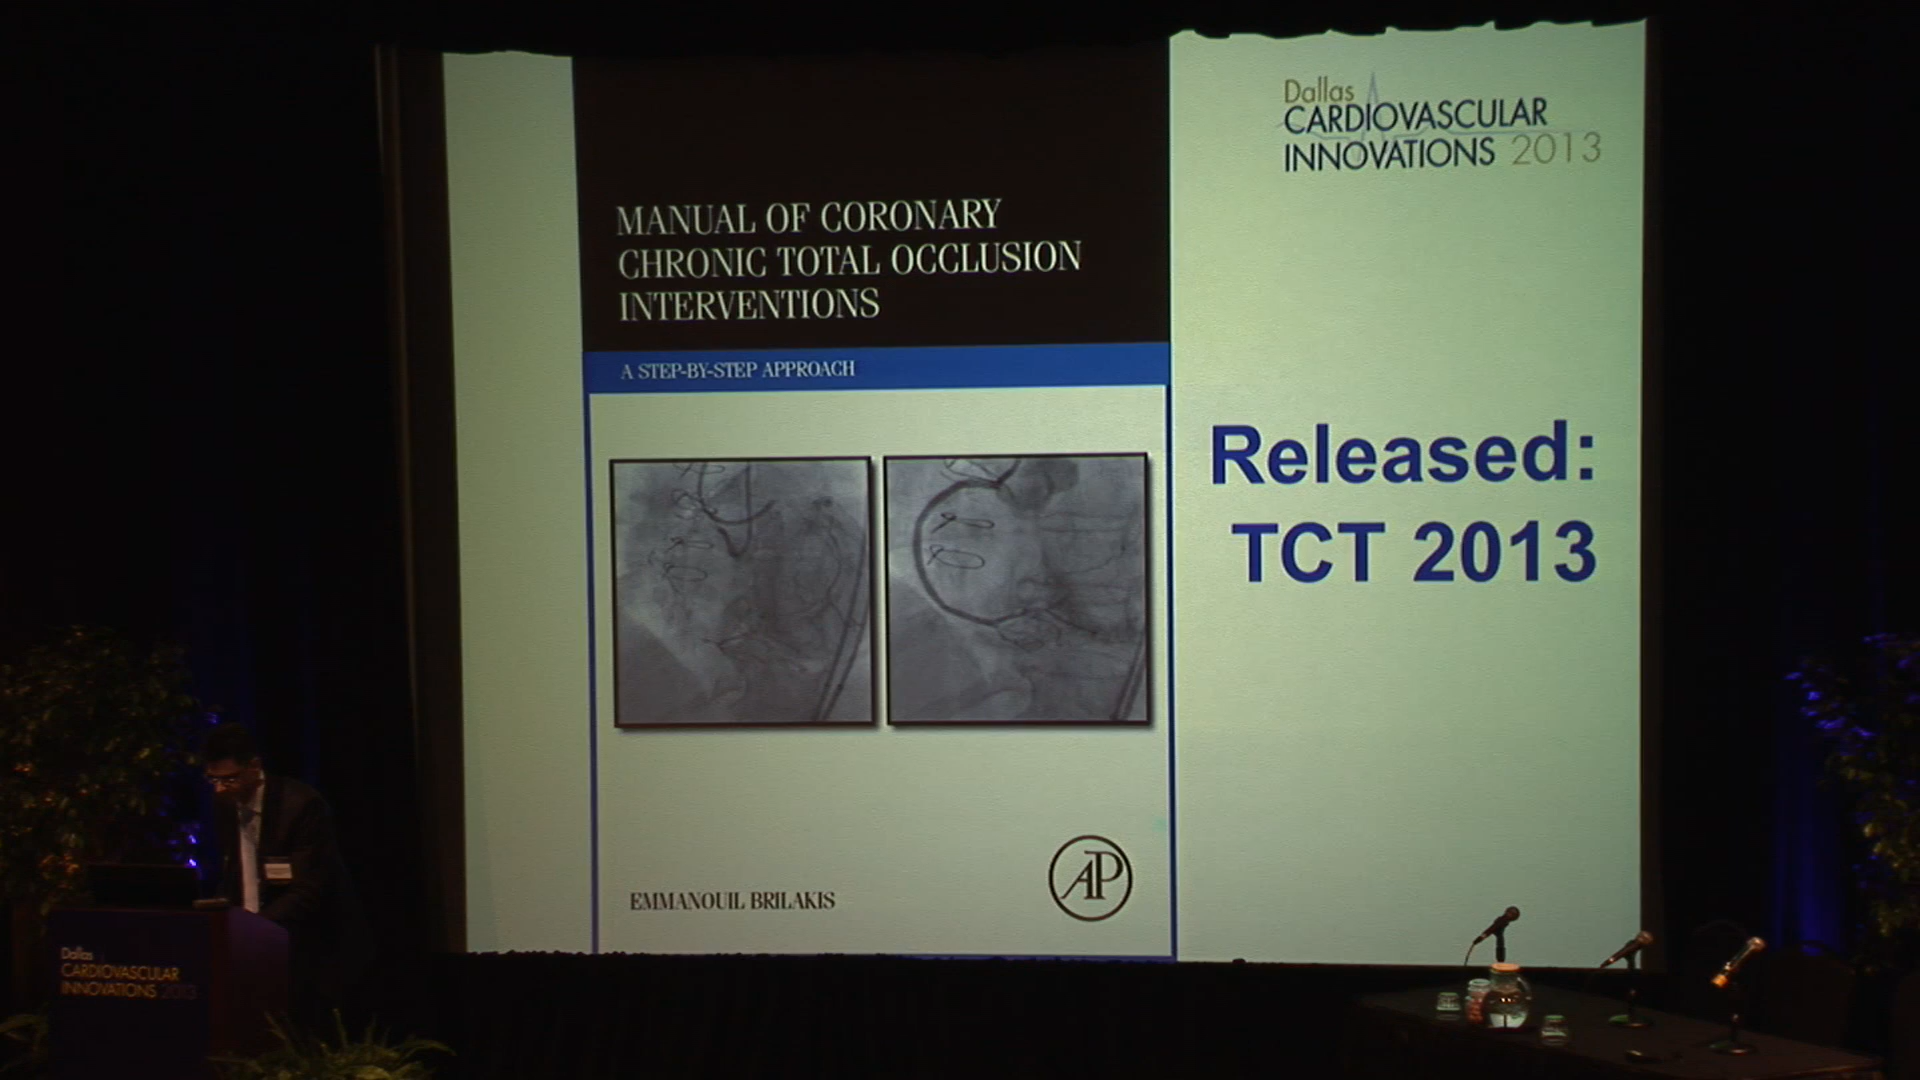 Dallas
CARDIOVASCULAR
INNOVATIONS 2013
MANUAL OF CORONARY
CHRONIC TOTAL OCCLUSION
INTERVENTIONS
A STEP-BY-STEP APPROACH
Released:
TCT 2013
EMMANOUIL BRILAKIS
AP
Dallas
CARDIOVASCULAR
INNOVATIONS 2013